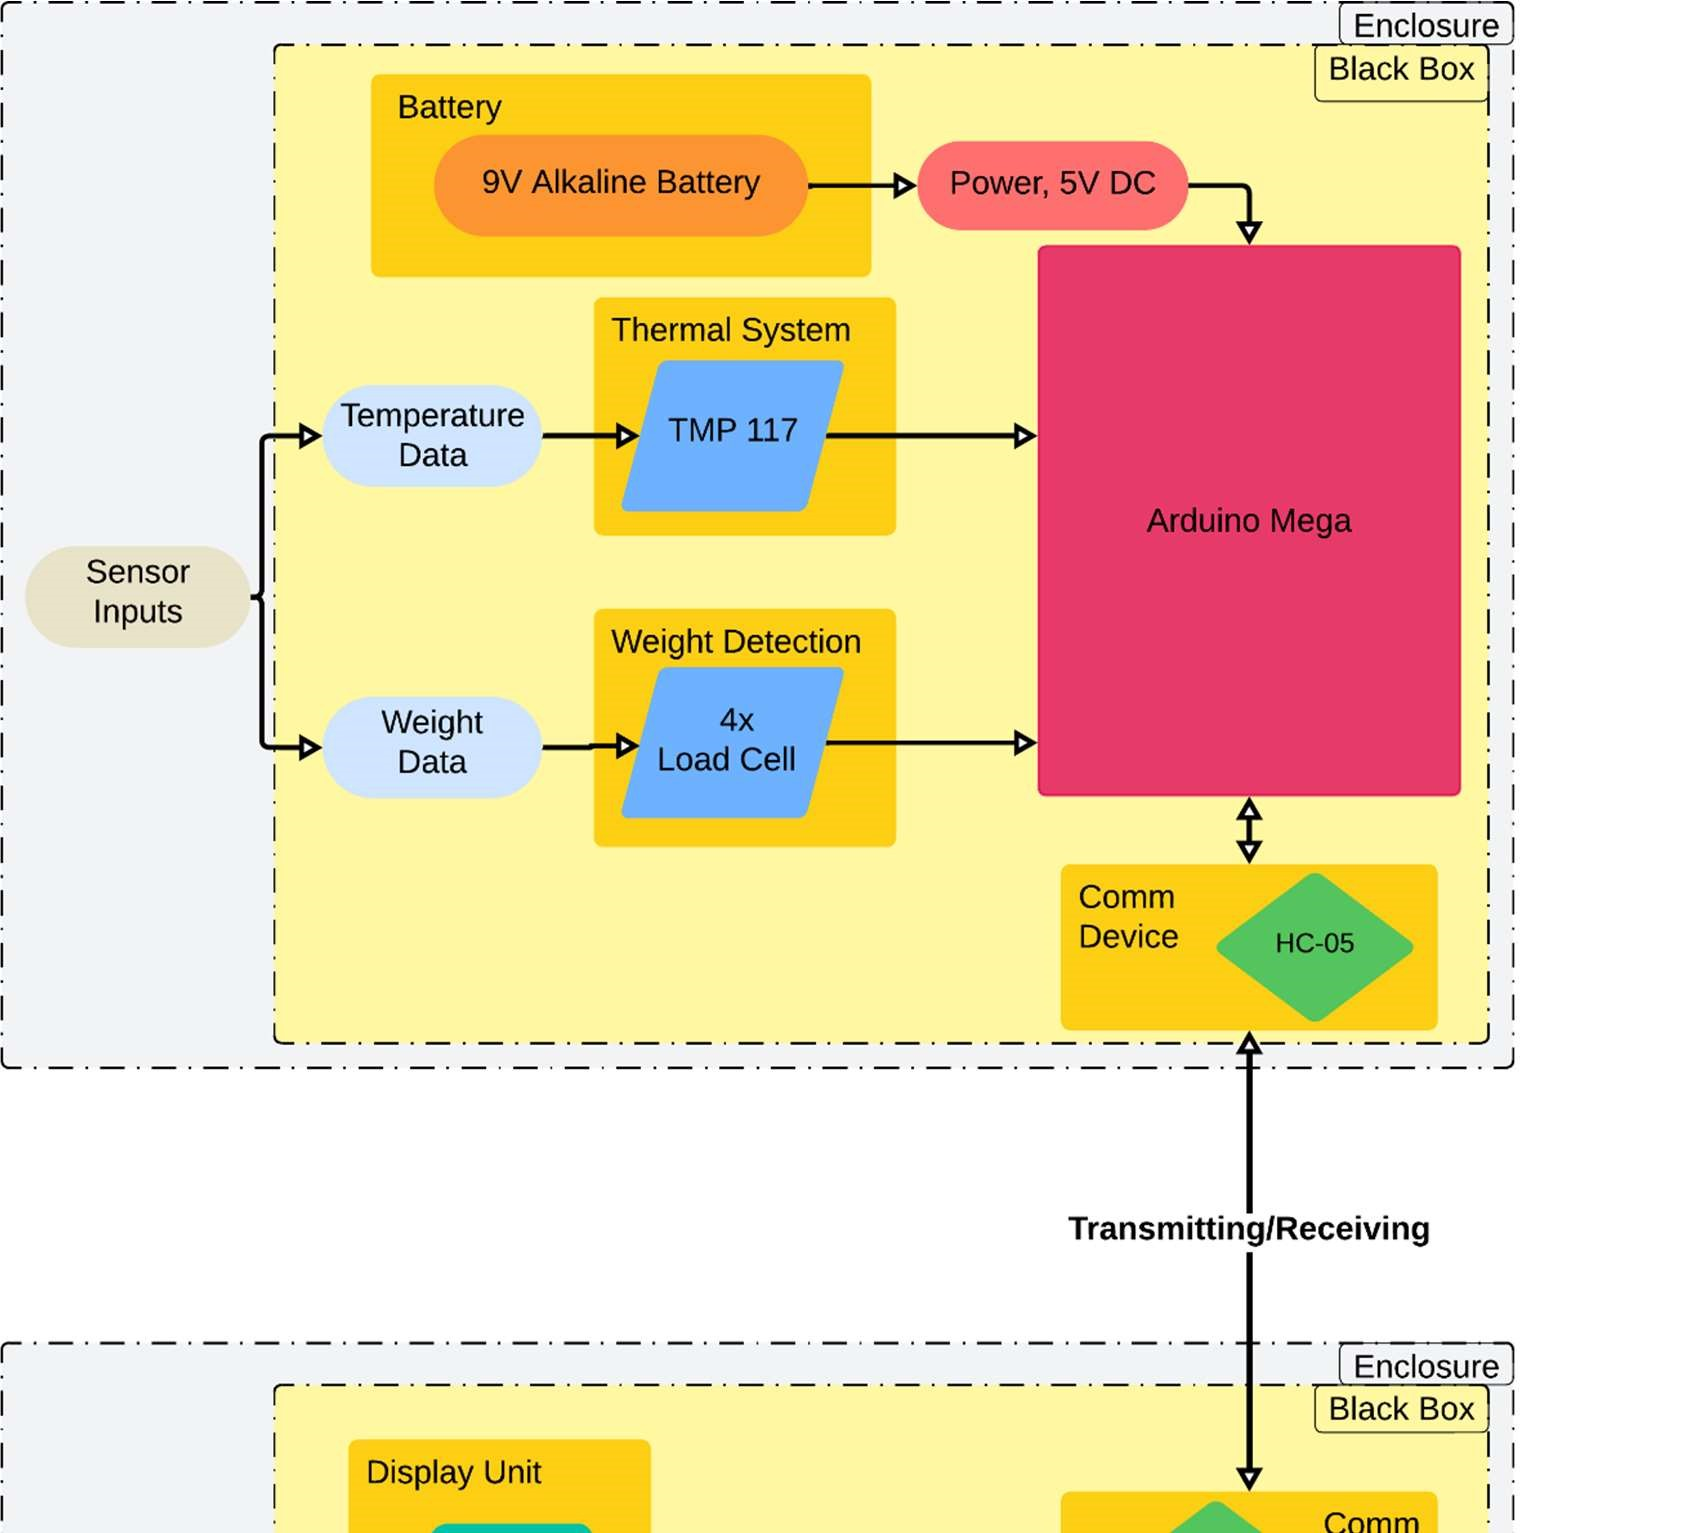 Enclosure
Black Box
Battery
9V Alkaline Battery
Power, 5V DC
Thermal System
TMP 117
Temperature
Data
Arduino Mega
Sensor
Inputs
Weight Detection
4x
Load Cell
Weight
Data
Comm
Device
HC-05
Transmitting/Receiving
Enclosure
Black Box
Display Unit
Comm